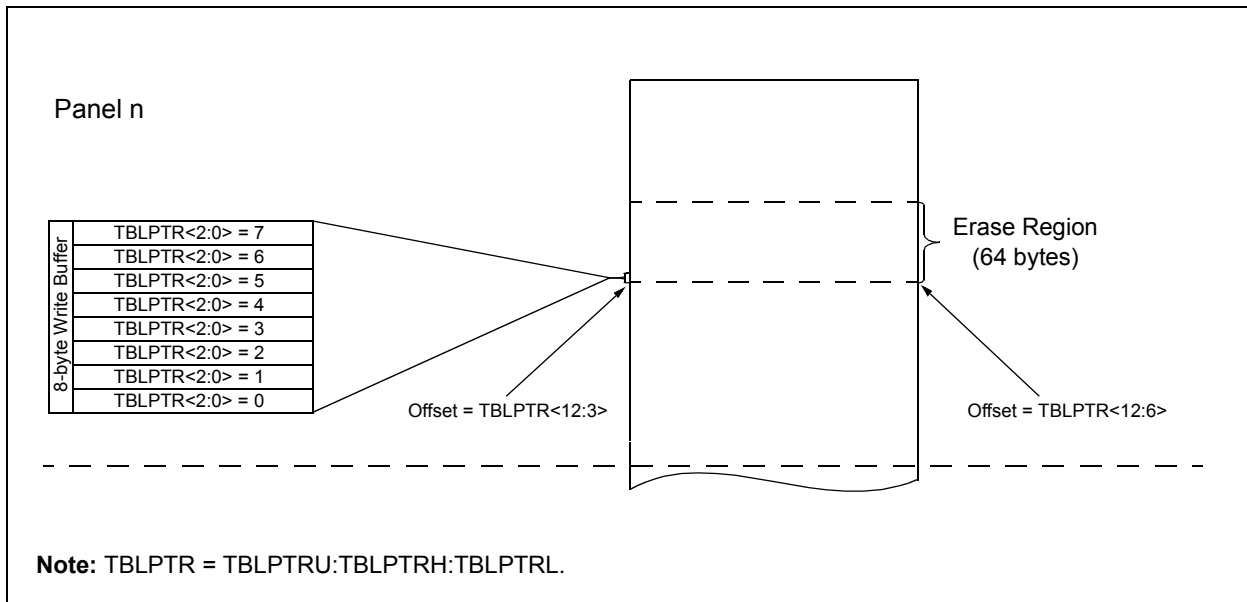 Panel n
8-byte Write Buffer
TBLPTR<2:0> = 7
TBLPTR<2:0> = 6
TBLPTR<2:0> = 5
TBLPTR<2:0> = 4
TBLPTR<2:0> = 3
TBLPTR<2:0> = 2
TBLPTR<2:0> = 1
TBLPTR<2:0> = 0
Erase Region
(64 bytes)
Offset = TBLPTR<12:3>
Offset = TBLPTR<12:6>
Note: TBLPTR = TBLPTRU:TBLPTRH:TBLPTRL.